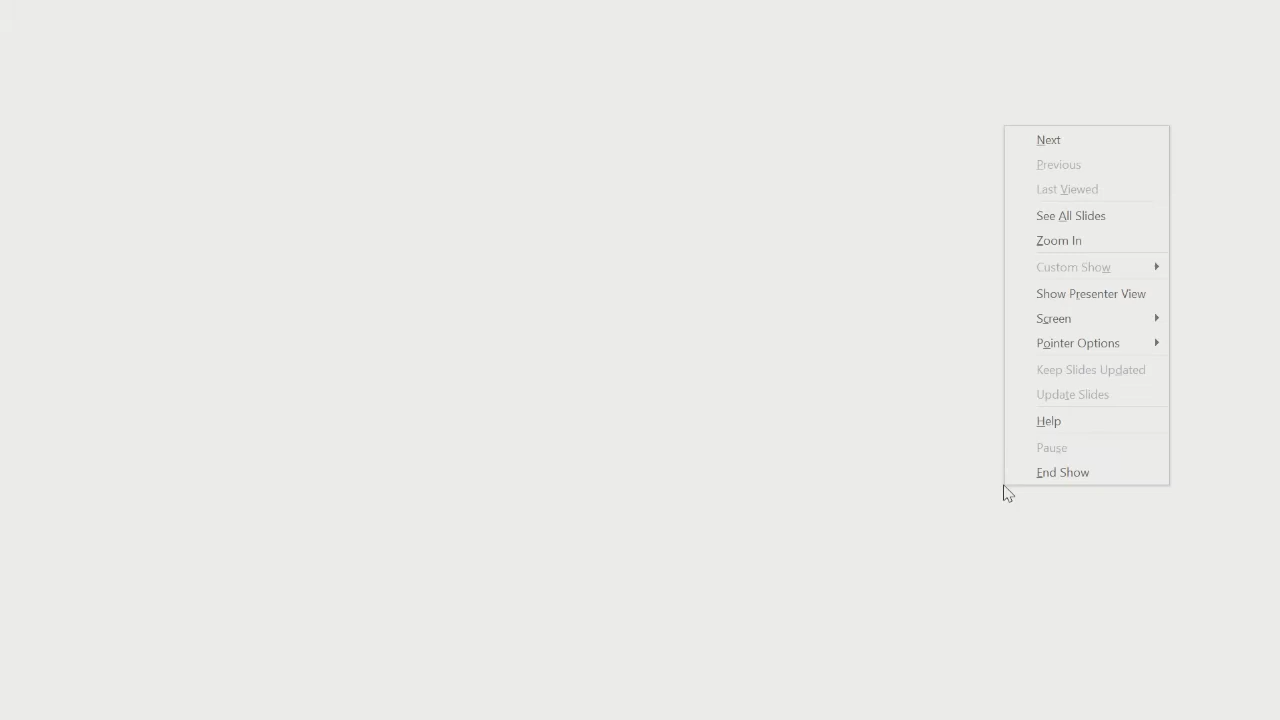 Next
Previous
Last Viewed
See All Slides
Zoom In
Custom Show
Show Presenter View
Screen
Pointer Options
Keep Slides Updated
Update Slides
Help
Pause
End Show